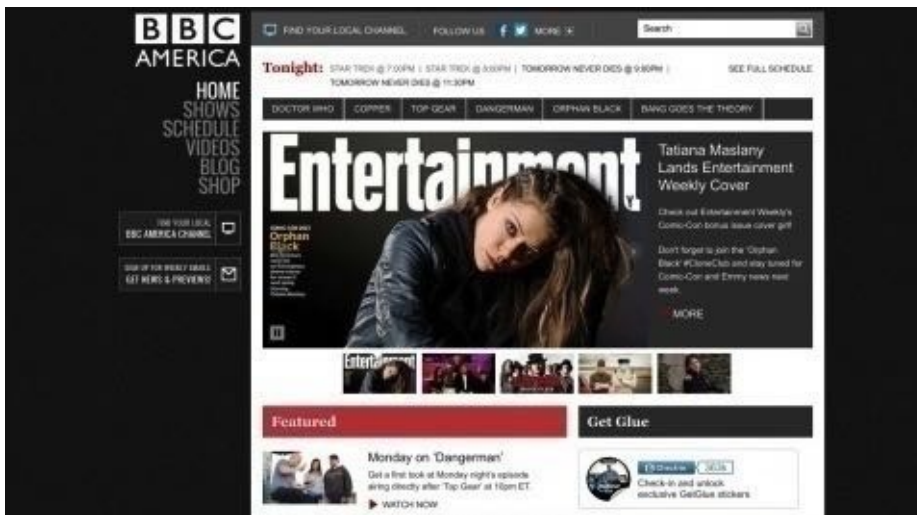 BBC
AMERICA
HOME
SHOWS
SCHEDULE
VIDEOS
BLOG
SHOP
FIND YOUR LOCAL
BBC AMERICA CHANNEL
SIGN UP FOR WEEKLY EMAILS
GET NEWS & PREVIEWS!
FIND YOUR LOCAL CHANNEL
FOLLOW US
MORE
Search
Tonight: STAR TREK @ 7:00PM | STAR TREK @ 8:00PM | TOMORROW NEVER DIES @ 9:00PM |
TOMORROW NEVER DIES @ 11:30PM
SEE FULL SCHEDULE
DOCTOR WHO COPPER TOP GEAR DANGERMAN ORPHAN BLACK BANG GOES THE THEORY
Entertainment
Orphan
Black
Tatiana Maslany
Lands Entertainment
Weekly Cover
Check out Entertainment Weekly's
Comic-Con bonus issue cover girl!
Don't forget to join the 'Orphan
Black' #CloneClub and stay tuned for
Comic-Con and Emmy news next
week.
MORE
Entertainment
Featured
Monday on 'Dangerman'
Get a first look at Monday night's episode
airing directly after 'Top Gear' at 10pm ET.
WATCH NOW
Get Glue
Check-in
Check-in and unlock
exclusive GetGlue stickers